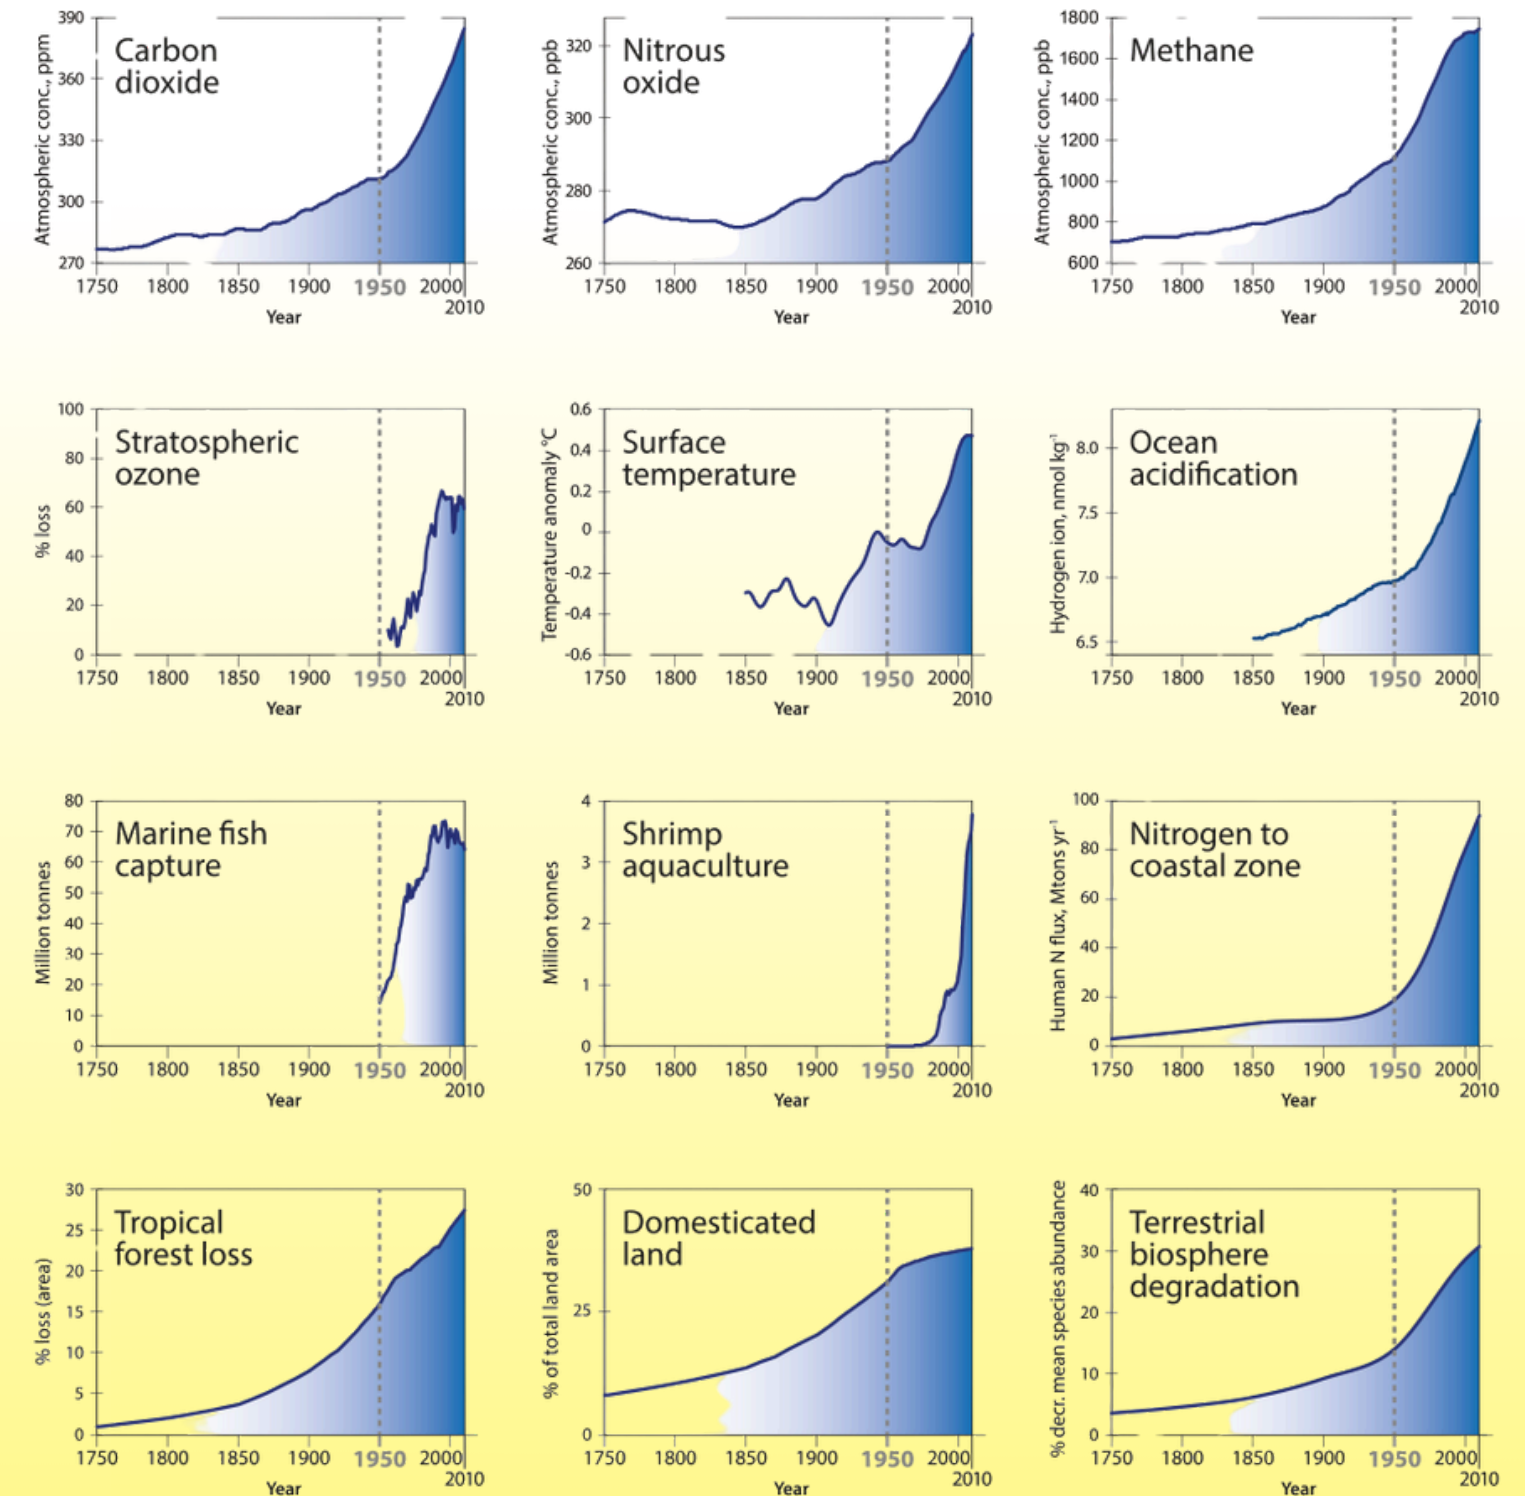 390
360
330
300
270
Atmospheric conc., ppm
Carbon
dioxide
1750 1800 1850 1900 1950 2000
2010
Year
320
300
280
260
Atmospheric conc., ppb
Nitrous
oxide
1750 1800 1850 1900 1950 2000
2010
Year
1800
1600
1400
1200
1000
800
600
Atmospheric conc., ppb
Methane
1750 1800 1850 1900 1950 2000
2010
Year
100
80
60
40
20
0
% loss
Stratospheric
ozone
1750 1800 1850 1900 1950 2000
2010
Year
0.6
0.4
0.2
0
-0.2
-0.4
-0.6
Temperature anomaly °C
Surface
temperature
1750 1800 1850 1900 1950 2000
2010
Year
8.0
7.5
7.0
6.5
Hydrogen ion, nmol kg⁻¹
Ocean
acidification
1750 1800 1850 1900 1950 2000
2010
Year
80
70
60
50
40
30
20
10
0
Million tonnes
Marine fish
capture
1750 1800 1850 1900 1950 2000
2010
Year
4
3
2
1
0
Million tonnes
Shrimp
aquaculture
1750 1800 1850 1900 1950 2000
2010
Year
100
80
60
40
20
0
Human N flux, Mtons yr⁻¹
Nitrogen to
coastal zone
1750 1800 1850 1900 1950 2000
2010
Year
30
25
20
15
10
5
0
% loss (area)
Tropical
forest loss
1750 1800 1850 1900 1950 2000
2010
Year
50
25
0
% of total land area
Domesticated
land
1750 1800 1850 1900 1950 2000
2010
Year
40
30
20
10
0
% decr. mean species abundance
Terrestrial
biosphere
degradation
1750 1800 1850 1900 1950 2000
2010
Year